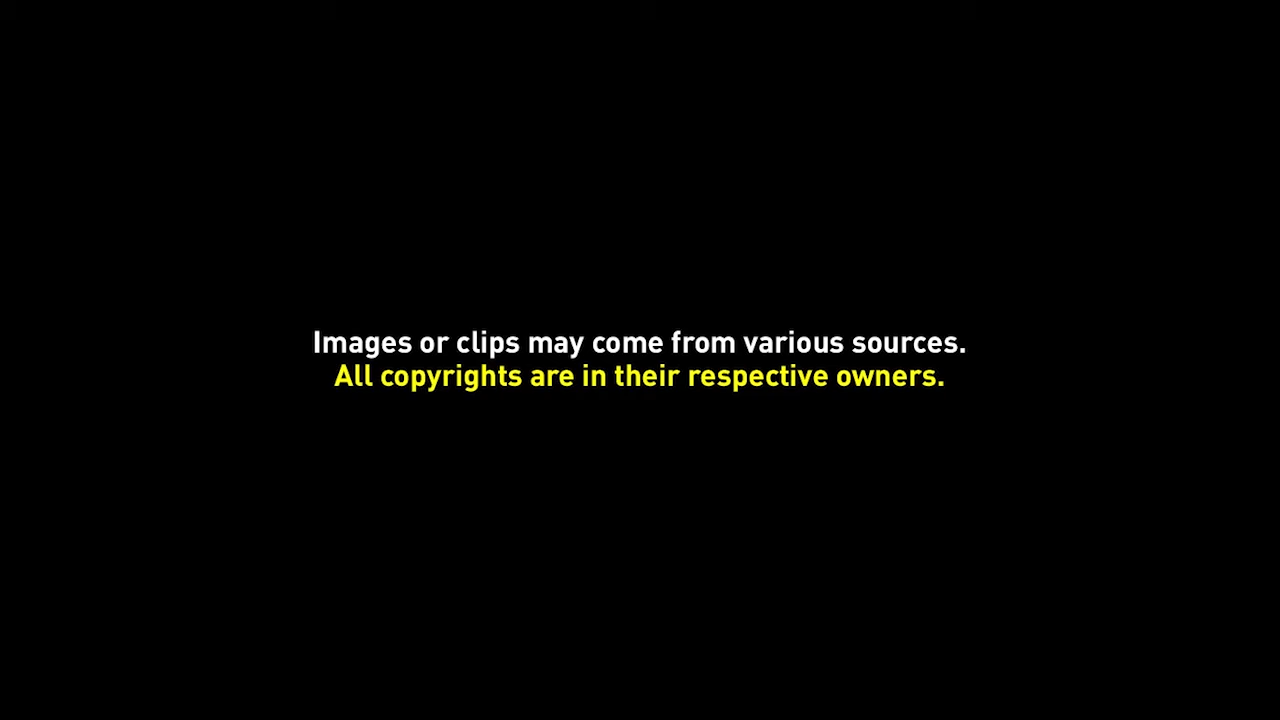 Images or clips may come from various sources.
All copyrights are in their respective owners.